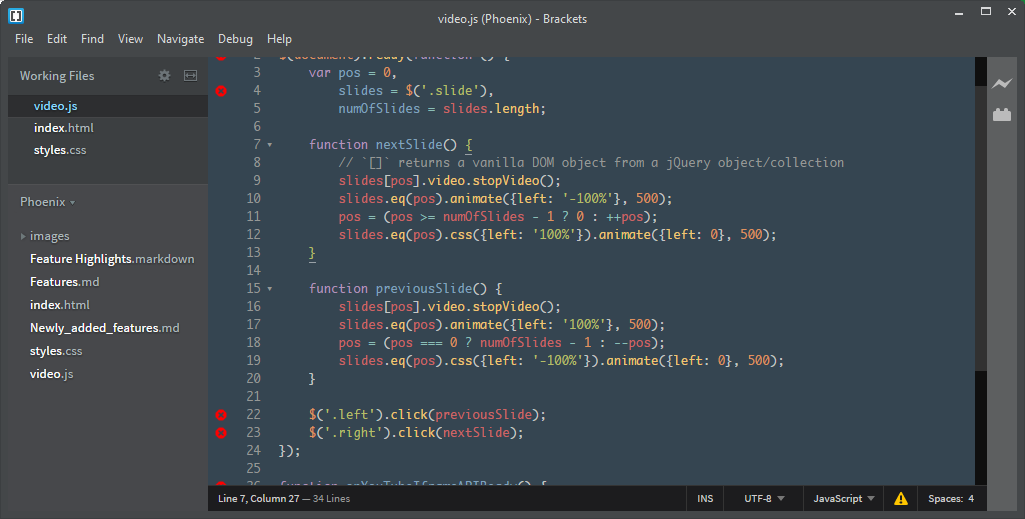 video.js (Phoenix) - Brackets
File Edit Find View Navigate Debug Help
Working Files
video.js
index.html
styles.css
Phoenix
images
Feature Highlights.markdown
Features.md
index.html
Newly_added_features.md
styles.css
video.js
2 $(document).ready(function () {
3     var pos = 0,
4         slides = $('.slide'),
5         numOfSlides = slides.length;
6
7     function nextSlide() {
8         // `[]` returns a vanilla DOM object from a jQuery object/collection
9         slides[pos].video.stopVideo();
10         slides.eq(pos).animate({left: '-100%'}, 500);
11         pos = (pos >= numOfSlides - 1 ? 0 : ++pos);
12         slides.eq(pos).css({left: '100%'}).animate({left: 0}, 500);
13     }
14
15     function previousSlide() {
16         slides[pos].video.stopVideo();
17         slides.eq(pos).animate({left: '100%'}, 500);
18         pos = (pos === 0 ? numOfSlides - 1 : --pos);
19         slides.eq(pos).css({left: '-100%'}).animate({left: 0}, 500);
20     }
21
22     $('.left').click(previousSlide);
23     $('.right').click(nextSlide);
24 });
25
26 function onYouTubeIframeAPIReady() {
Line 7, Column 27 — 34 Lines
INS UTF-8 JavaScript Spaces: 4